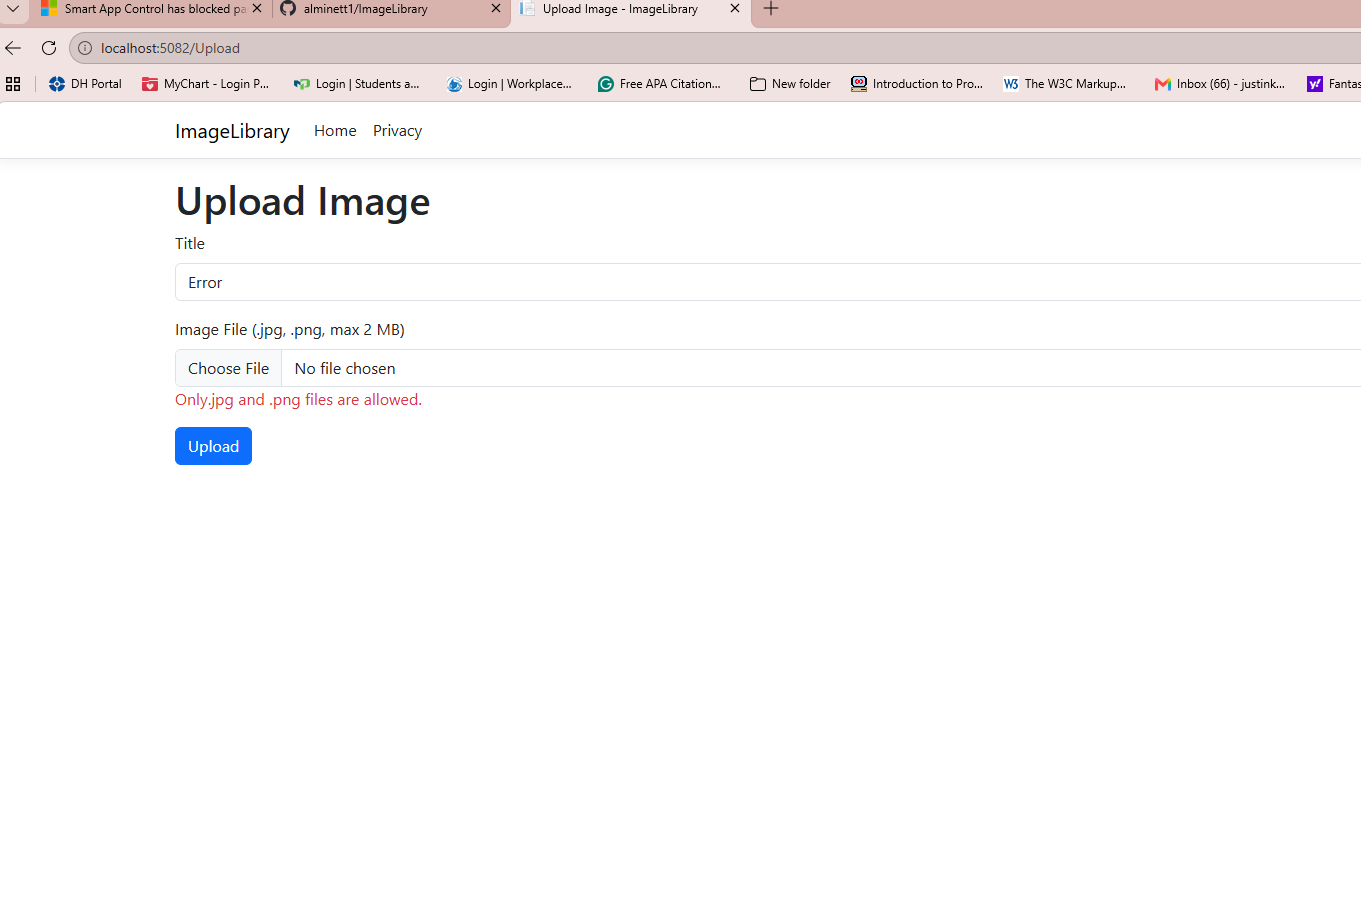 Smart App Control has blocked pa
alminett1/ImageLibrary
Upload Image - ImageLibrary
localhost:5082/Upload
DH Portal
MyChart - Login P...
Login | Students a...
Login | Workplace...
Free APA Citation...
New folder
Introduction to Pro...
W3 The W3C Markup...
Inbox (66) - justink...
y! Fantas
ImageLibrary Home Privacy
Upload Image
Title
Error
Image File (.jpg, .png, max 2 MB)
Choose File No file chosen
Only.jpg and .png files are allowed.
Upload